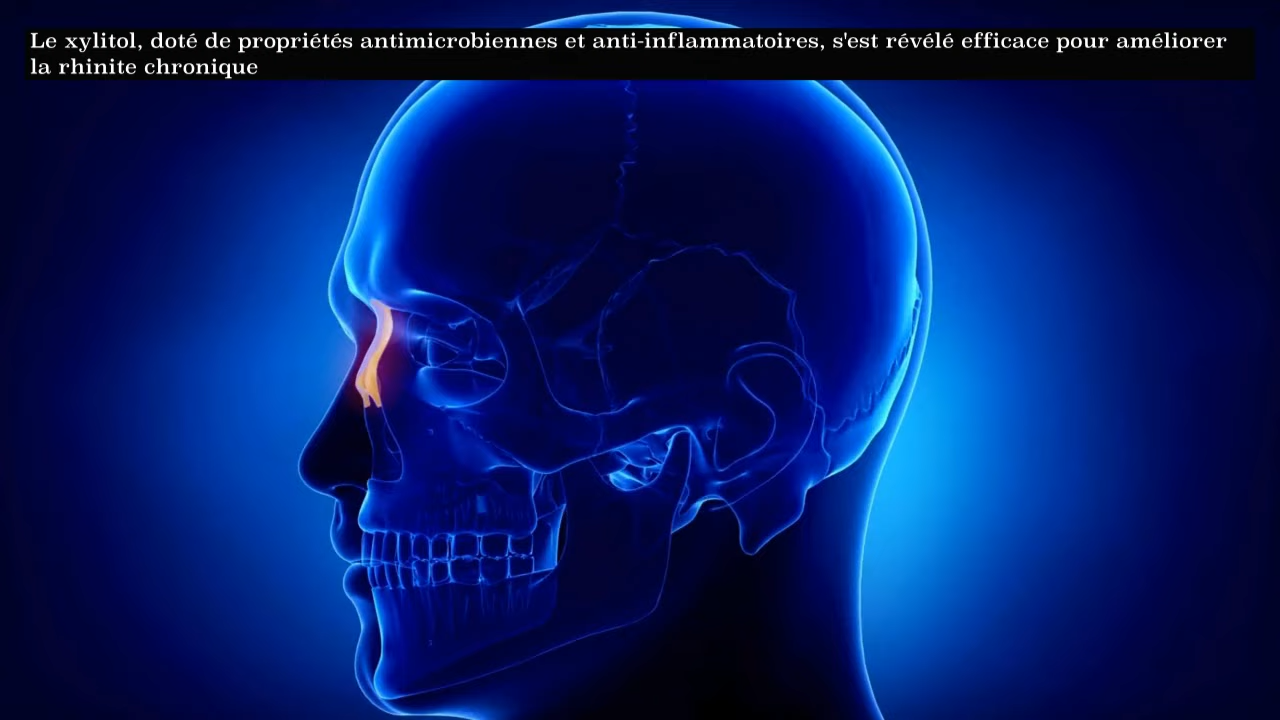 Le xylitol, doté de propriétés antimicrobiennes et anti-inflammatoires, s'est révélé efficace pour améliorer
la rhinite chronique